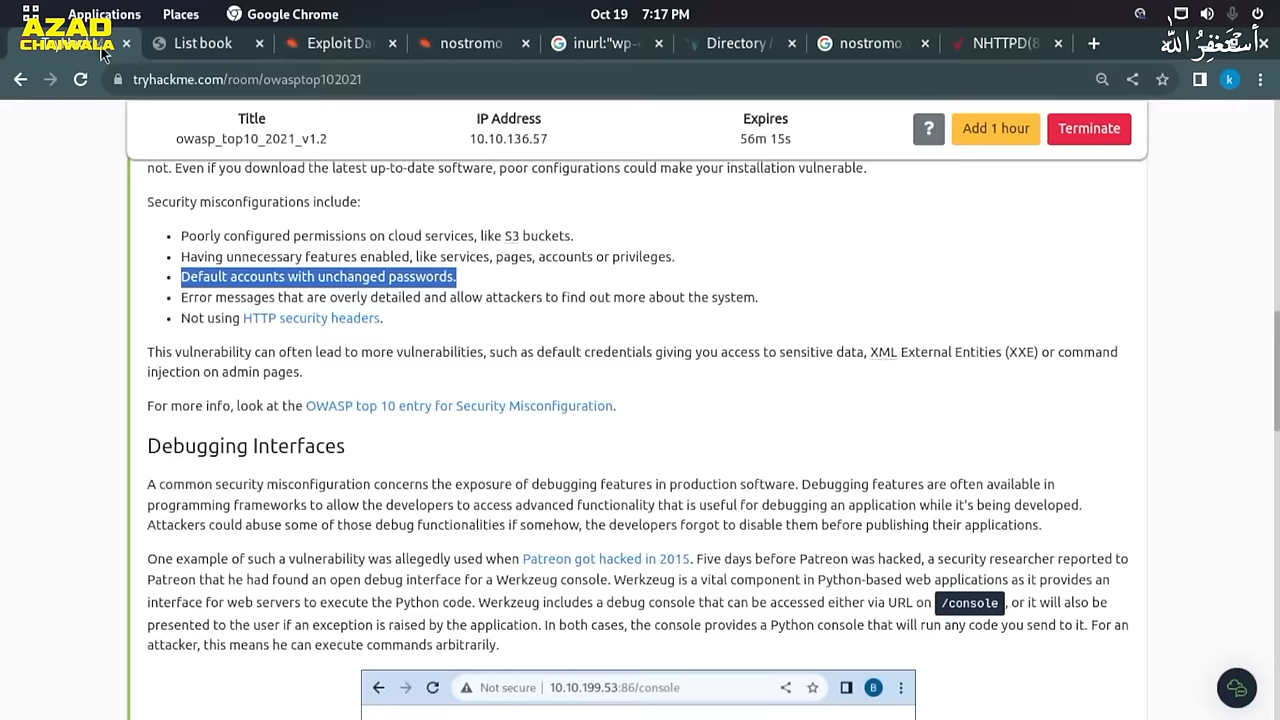 Applications Places Google Chrome Oct 19 7:17 PM
AZAD
CHAIWALA
List book Exploit Da nostromo inurl:"wp- Directory / nostromo NHTTPD(8
أستغفر الله
tryhackme.com/room/owasptop102021 k
Title IP Address Expires
owasp_top10_2021_v1.2 10.10.136.57 56m 15s
? Add 1 hour Terminate
not. Even if you download the latest up-to-date software, poor configurations could make your installation vulnerable.
Security misconfigurations include:
• Poorly configured permissions on cloud services, like S3 buckets.
• Having unnecessary features enabled, like services, pages, accounts or privileges.
• Default accounts with unchanged passwords.
• Error messages that are overly detailed and allow attackers to find out more about the system.
• Not using HTTP security headers.
This vulnerability can often lead to more vulnerabilities, such as default credentials giving you access to sensitive data, XML External Entities (XXE) or command
injection on admin pages.
For more info, look at the OWASP top 10 entry for Security Misconfiguration.
Debugging Interfaces
A common security misconfiguration concerns the exposure of debugging features in production software. Debugging features are often available in
programming frameworks to allow the developers to access advanced functionality that is useful for debugging an application while it's being developed.
Attackers could abuse some of those debug functionalities if somehow, the developers forgot to disable them before publishing their applications.
One example of such a vulnerability was allegedly used when Patreon got hacked in 2015. Five days before Patreon was hacked, a security researcher reported to
Patreon that he had found an open debug interface for a Werkzeug console. Werkzeug is a vital component in Python-based web applications as it provides an
interface for web servers to execute the Python code. Werkzeug includes a debug console that can be accessed either via URL on /console, or it will also be
presented to the user if an exception is raised by the application. In both cases, the console provides a Python console that will run any code you send to it. For an
attacker, this means he can execute commands arbitrarily.
Not secure | 10.10.199.53:86/console B